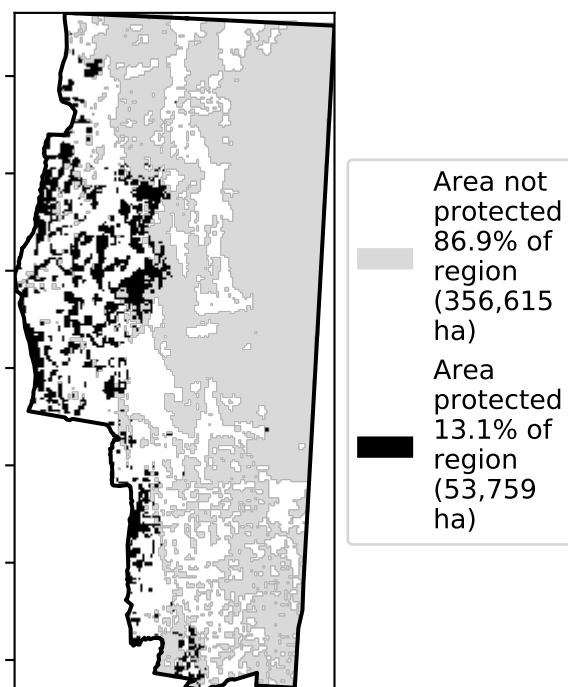 Area not
protected
86.9% of
region
(356,615
ha)
Area
protected
13.1% of
region
(53,759
ha)